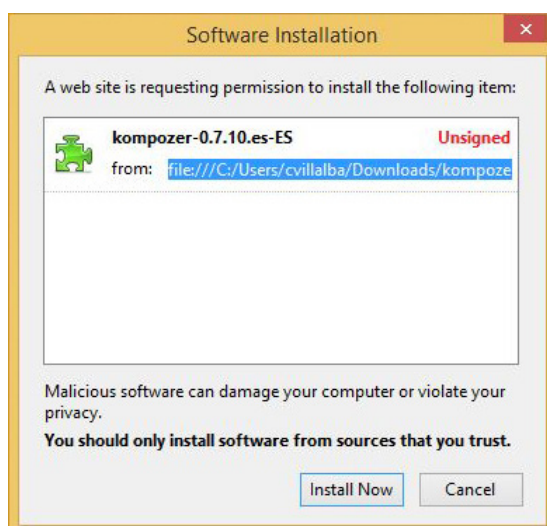 Software Installation
A web site is requesting permission to install the following item:
kompozer-0.7.10.es-ES Unsigned
from: file:///C:/Users/cvillalba/Downloads/kompoze
Malicious software can damage your computer or violate your
privacy.
You should only install software from sources that you trust.
Install Now Cancel